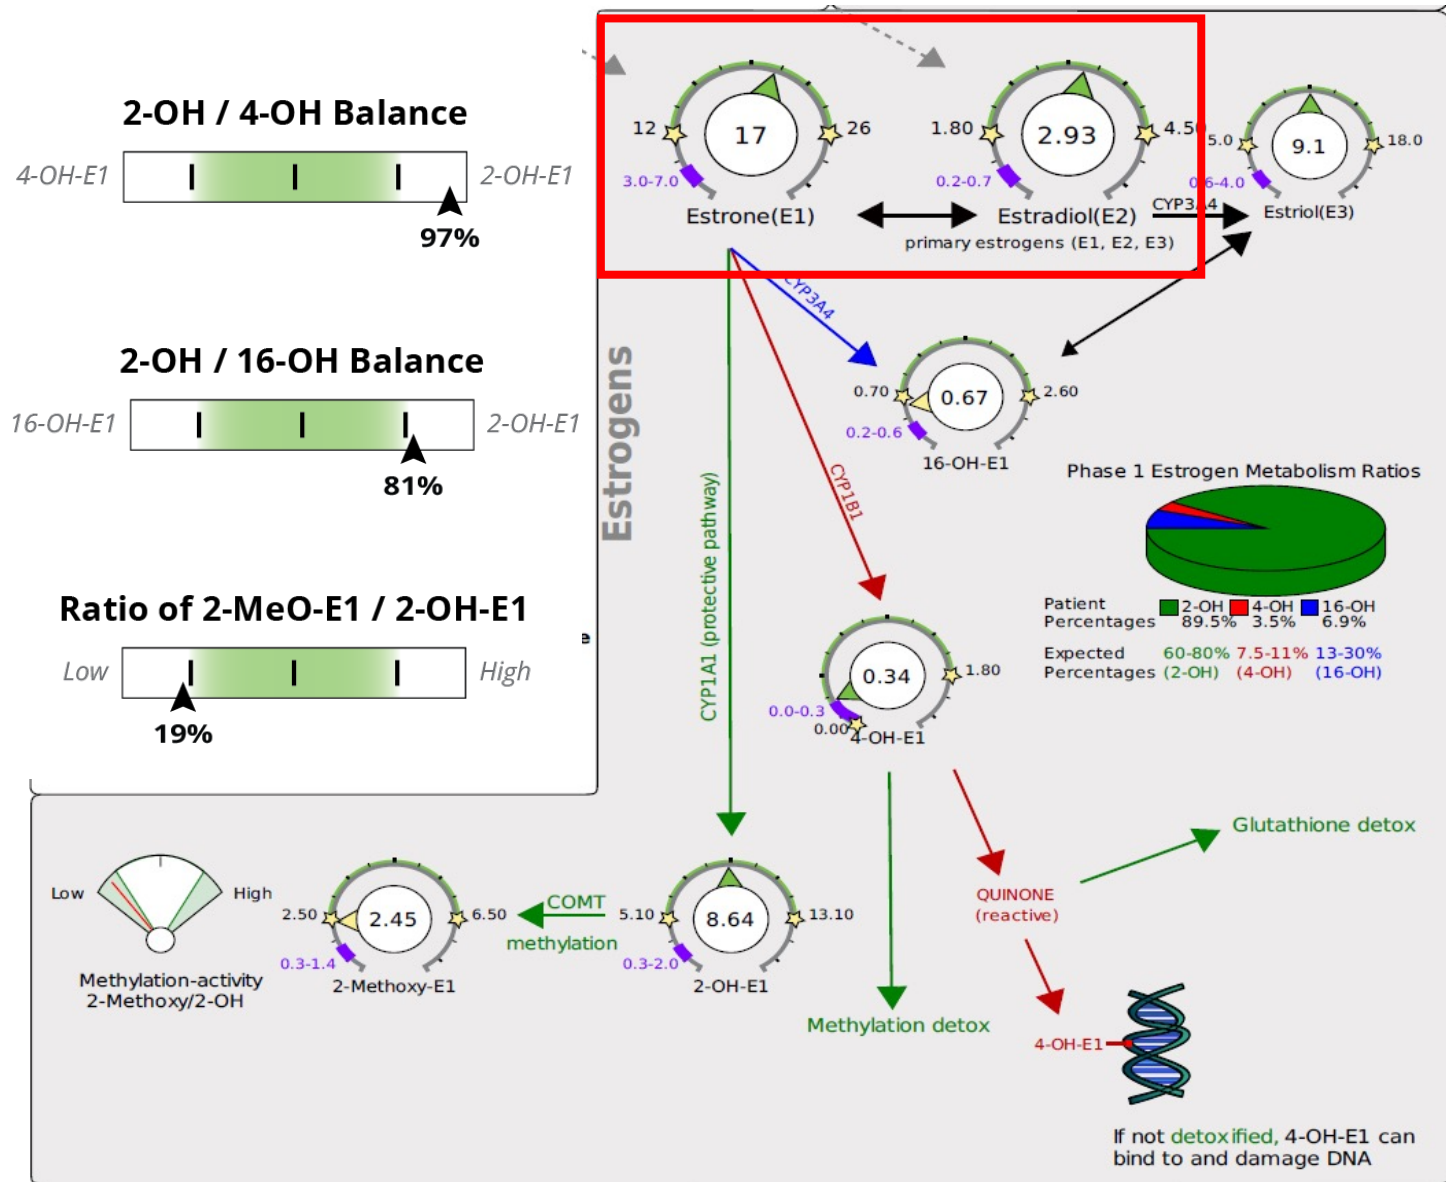 2-OH / 4-OH Balance
4-OH-E1
2-OH-E1
97%
2-OH / 16-OH Balance
16-OH-E1
2-OH-E1
81%
Ratio of 2-MeO-E1 / 2-OH-E1
Low
High
19%
e
Estrogens
12
17
26
3.0-7.0
Estrone(E1)
1.80
2.93
4.50
0.2-0.7
Estradiol(E2)
primary estrogens (E1, E2, E3)
CYP3A4
5.0
9.1
18.0
0.6-4.0
Estriol(E3)
CYP3A4
0.70
0.67
2.60
0.2-0.6
16-OH-E1
CYP1B1
CYP1A1 (protective pathway)
Phase 1 Estrogen Metabolism Ratios
Patient 2-OH 4-OH 16-OH
Percentages 89.5% 3.5% 6.9%
Expected 60-80% 7.5-11% 13-30%
Percentages (2-OH) (4-OH) (16-OH)
0.34
1.80
0.0-0.3
0.00
4-OH-E1
Low
High
Methylation-activity
2-Methoxy/2-OH
2.50
2.45
6.50
0.3-1.4
2-Methoxy-E1
COMT
methylation
5.10
8.64
13.10
0.3-2.0
2-OH-E1
Glutathione detox
QUINONE
(reactive)
Methylation detox
4-OH-E1
If not detoxified, 4-OH-E1 can
bind to and damage DNA